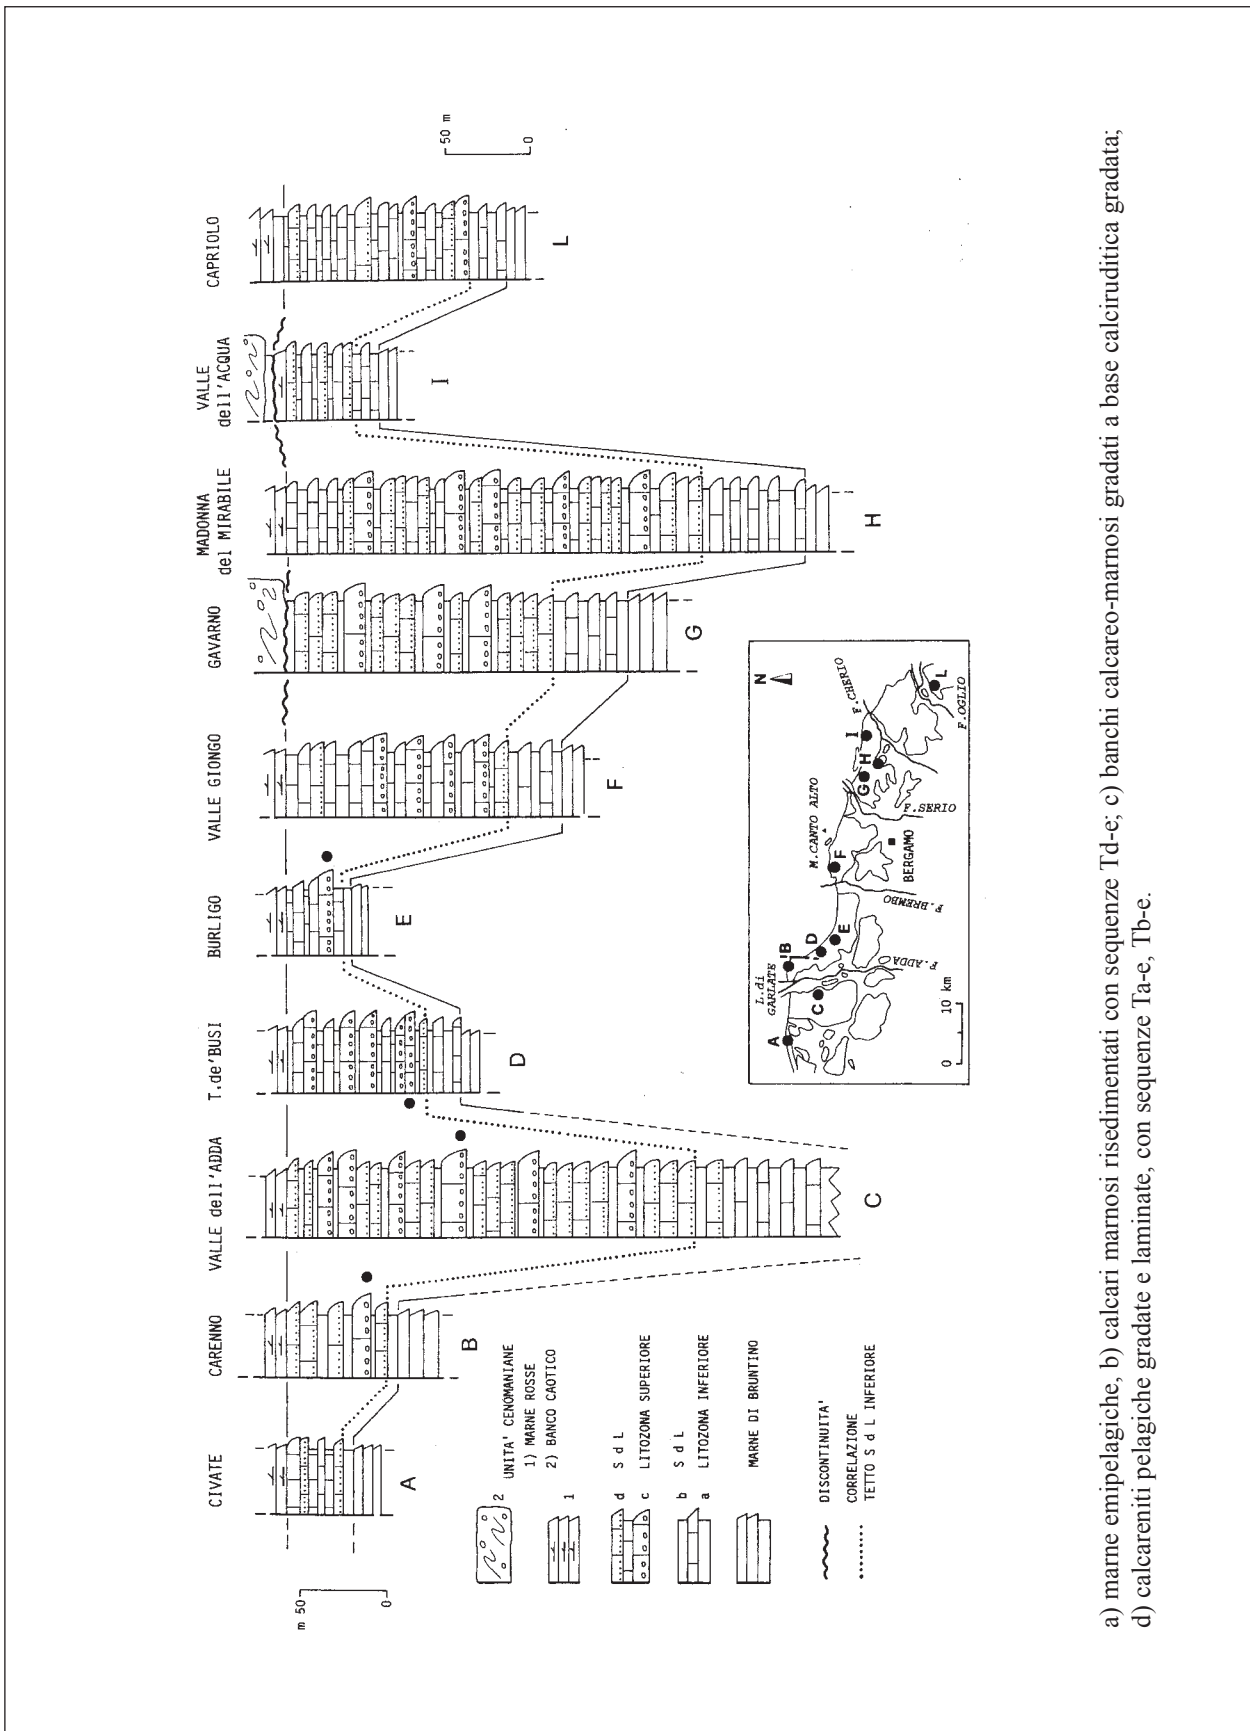 CIVATE
CARENNO
VALLE dell'ADDA
T.de'BUSI
BURLIGO
VALLE GIONGO
GAVARNO
MADONNA
del MIRABILE
VALLE
dell'ACQUA
CAPRIOLO
m 50
0
50 m
0
A
B
C
D
E
F
G
H
I
L
2
UNITA' CENOMANIANE
1) MARNE ROSSE
2) BANCO CAOTICO
1
d S d L
c LITOZONA SUPERIORE
b S d L
a LITOZONA INFERIORE
MARNE DI BRUNTINO
DISCONTINUITA'
CORRELAZIONE
TETTO S d L INFERIORE
N
L.di
GARLATE
M.CANTO ALTO
F.CHERIO
A
B
C
D
E
F
G
H
I
L
F.ADDA
F.BREMBO
BERGAMO
F.SERIO
F.OGLIO
0 10 km
a) marne emipelagiche, b) calcari marnosi risedimentati con sequenze Td-e; c) banchi calcareo-marnosi gradati a base calciruditica gradata;
d) calcareniti pelagiche gradate e laminate, con sequenze Ta-e, Tb-e.